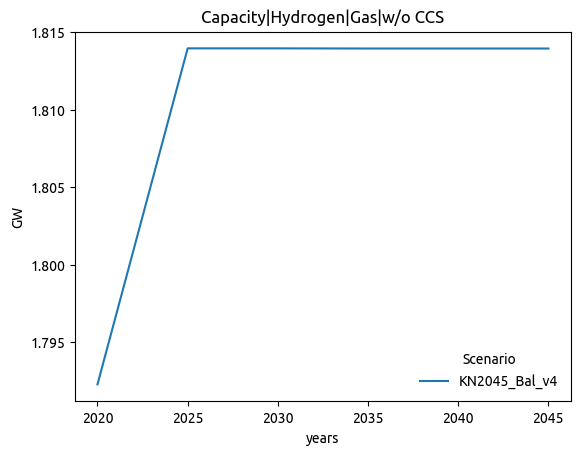 Capacity|Hydrogen|Gas|w/o CCS
1.815
1.810
1.805
1.800
1.795
GW
2020 2025 2030 2035 2040 2045
years
Scenario
KN2045_Bal_v4